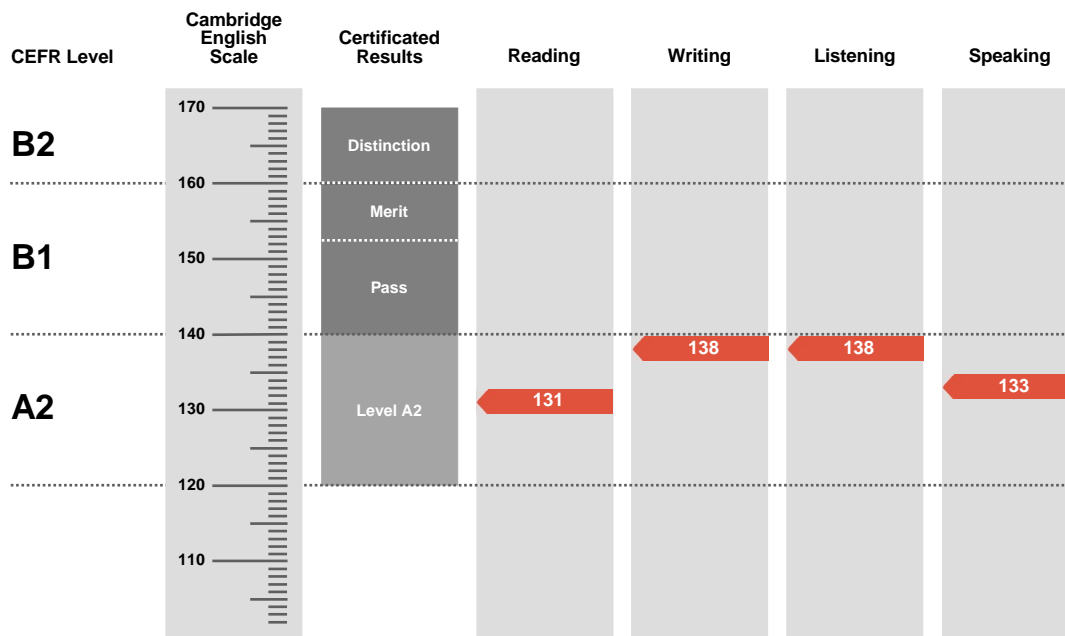 CEFR Level
Cambridge
English
Scale
Certificated
Results
Reading
Writing
Listening
Speaking
170
B2
Distinction
160
Merit
B1
150
Pass
140
138
138
133
131
A2
130
Level A2
120
110